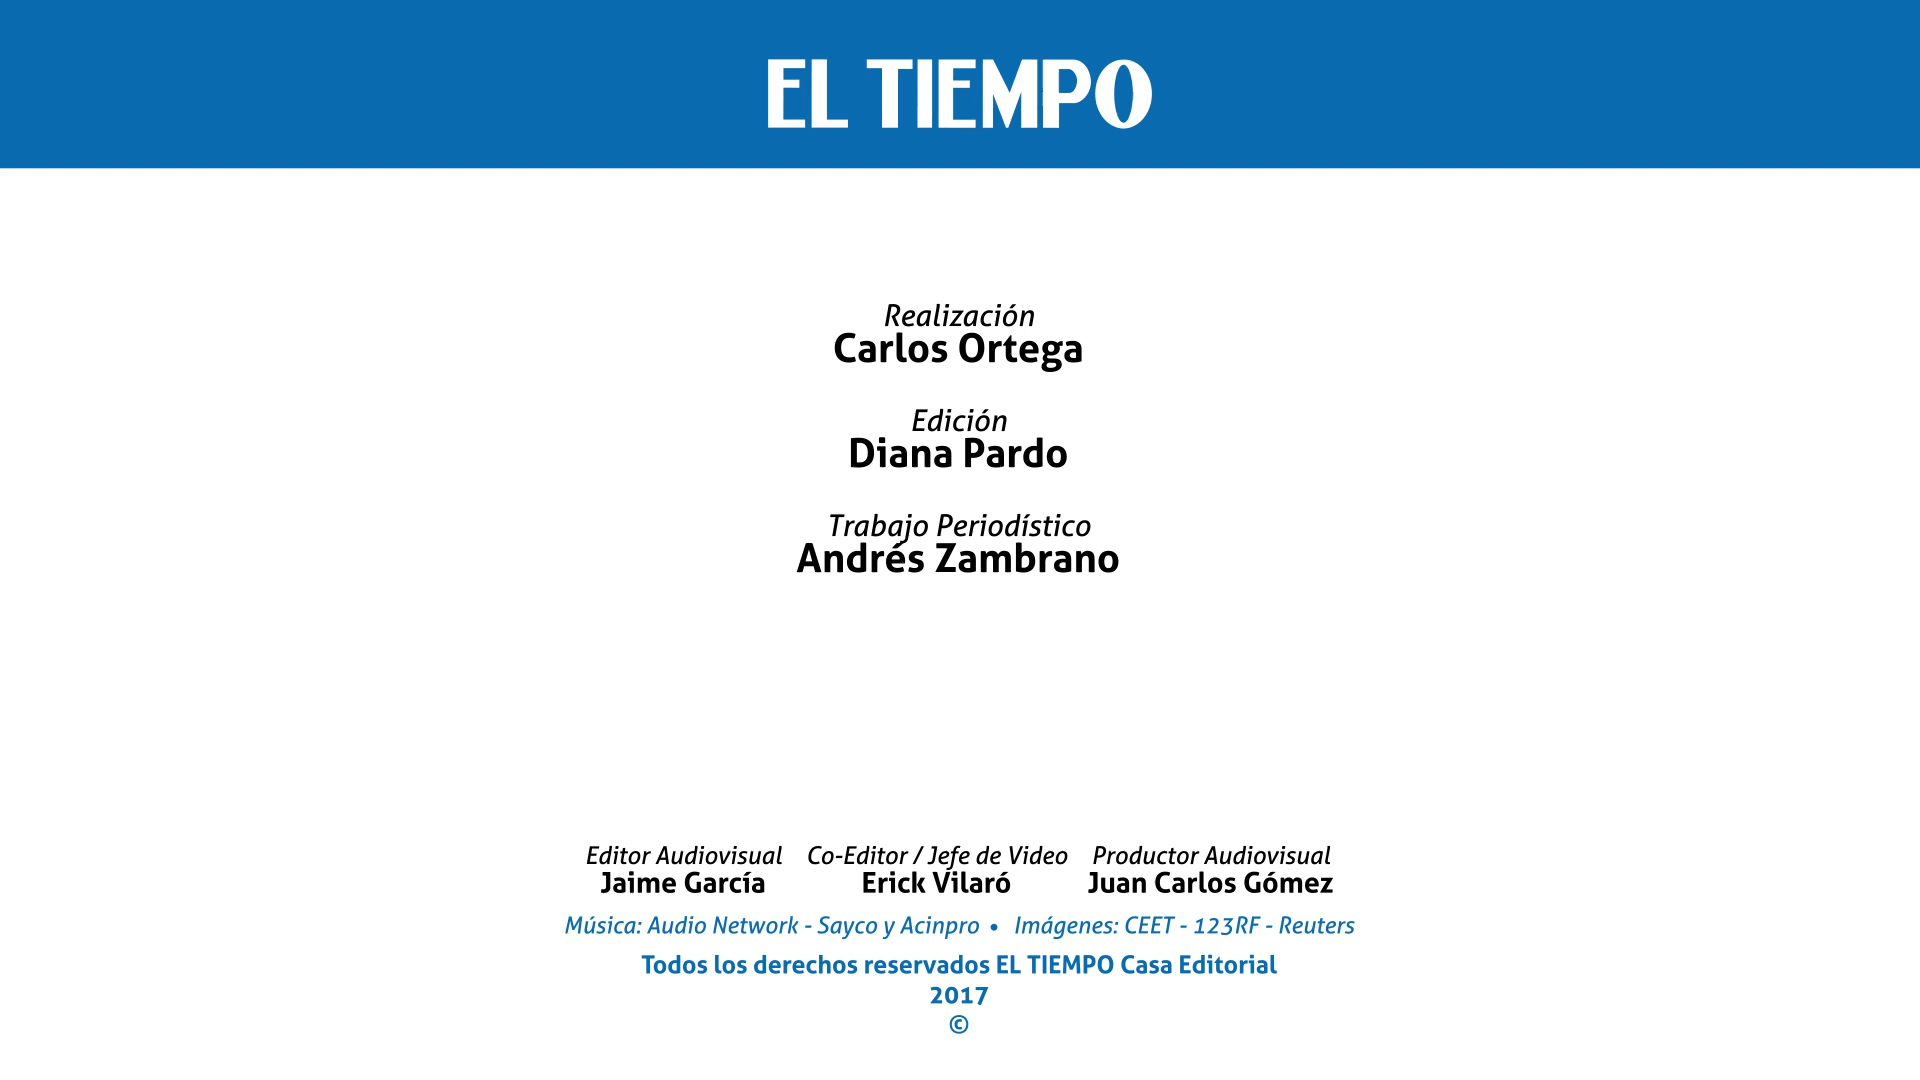 EL TIEMPO
Realización
Carlos Ortega
Edición
Diana Pardo
Trabajo Periodístico
Andrés Zambrano
Editor Audiovisual Co-Editor / Jefe de Video Productor Audiovisual
Jaime García Erick Vilaró Juan Carlos Gómez
Música: Audio Network - Sayco y Acinpro • Imágenes: CEET - 123RF - Reuters
Todos los derechos reservados EL TIEMPO Casa Editorial
2017
©